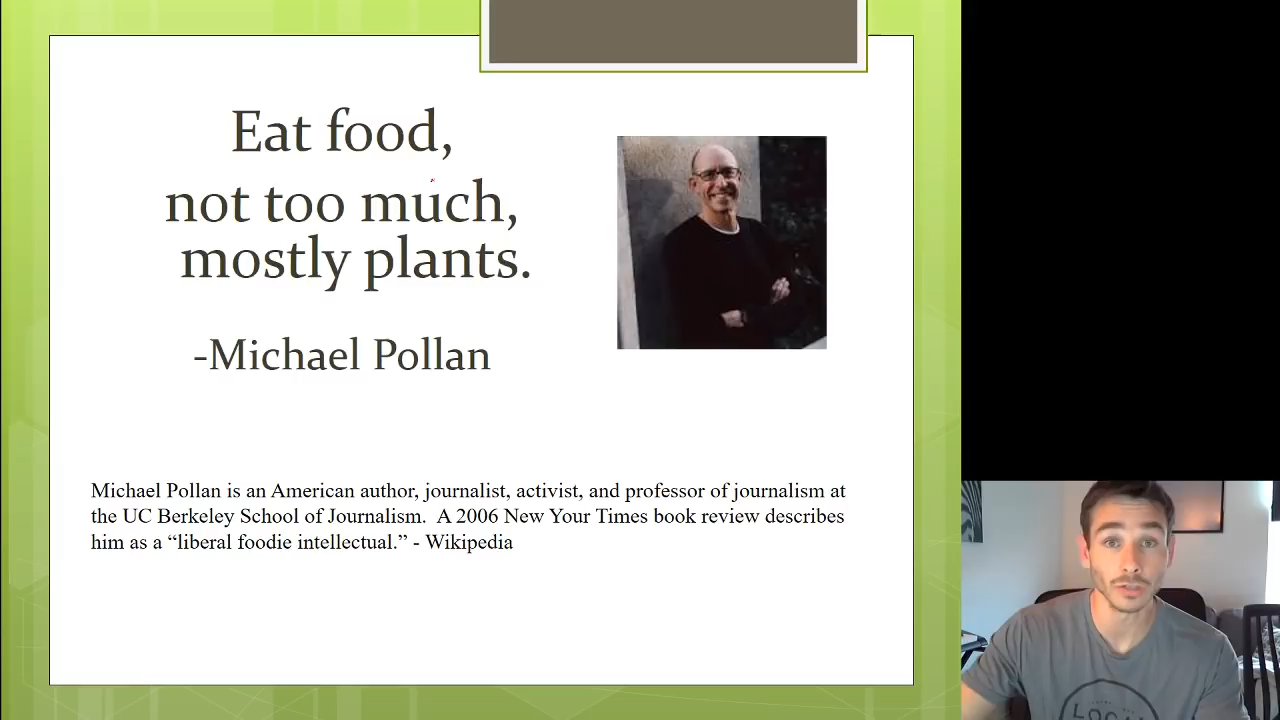 Eat food,
not too much,
mostly plants.
-Michael Pollan
Michael Pollan is an American author, journalist, activist, and professor of journalism at
the UC Berkeley School of Journalism.  A 2006 New Your Times book review describes
him as a “liberal foodie intellectual.” - Wikipedia